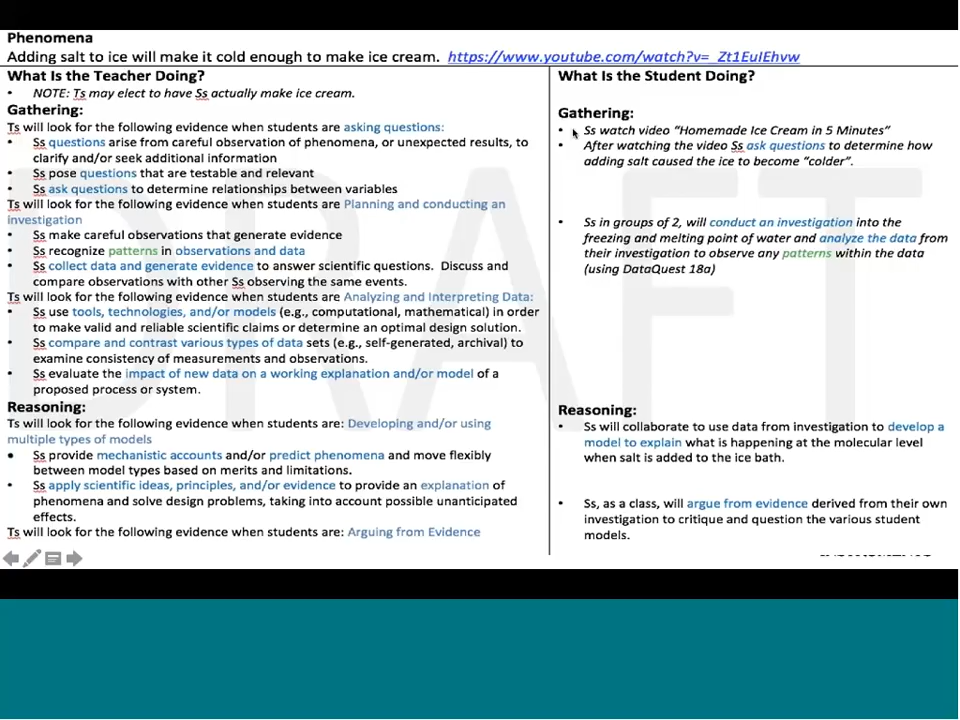 Phenomena
Adding salt to ice will make it cold enough to make ice cream. https://www.youtube.com/watch?v=_Zt1EuIEhvw
What Is the Teacher Doing?
• NOTE: Ts may elect to have Ss actually make ice cream.
Gathering:
Ts will look for the following evidence when students are asking questions:
• Ss questions arise from careful observation of phenomena, or unexpected results, to
clarify and/or seek additional information
• Ss pose questions that are testable and relevant
• Ss ask questions to determine relationships between variables
Ts will look for the following evidence when students are Planning and conducting an
investigation
• Ss make careful observations that generate evidence
• Ss recognize patterns in observations and data
• Ss collect data and generate evidence to answer scientific questions. Discuss and
compare observations with other Ss observing the same events.
Ts will look for the following evidence when students are Analyzing and Interpreting Data:
• Ss use tools, technologies, and/or models (e.g., computational, mathematical) in order
to make valid and reliable scientific claims or determine an optimal design solution.
• Ss compare and contrast various types of data sets (e.g., self-generated, archival) to
examine consistency of measurements and observations.
• Ss evaluate the impact of new data on a working explanation and/or model of a
proposed process or system.
Reasoning:
Ts will look for the following evidence when students are: Developing and/or using
multiple types of models
• Ss provide mechanistic accounts and/or predict phenomena and move flexibly
between model types based on merits and limitations.
• Ss apply scientific ideas, principles, and/or evidence to provide an explanation of
phenomena and solve design problems, taking into account possible unanticipated
effects.
Ts will look for the following evidence when students are: Arguing from Evidence
What Is the Student Doing?
Gathering:
• Ss watch video “Homemade Ice Cream in 5 Minutes”
• After watching the video Ss ask questions to determine how
adding salt caused the ice to become “colder”.
• Ss in groups of 2, will conduct an investigation into the
freezing and melting point of water and analyze the data from
their investigation to observe any patterns within the data
(using DataQuest 18a)
Reasoning:
• Ss will collaborate to use data from investigation to develop a
model to explain what is happening at the molecular level
when salt is added to the ice bath.
• Ss, as a class, will argue from evidence derived from their own
investigation to critique and question the various student
models.
DRAFT